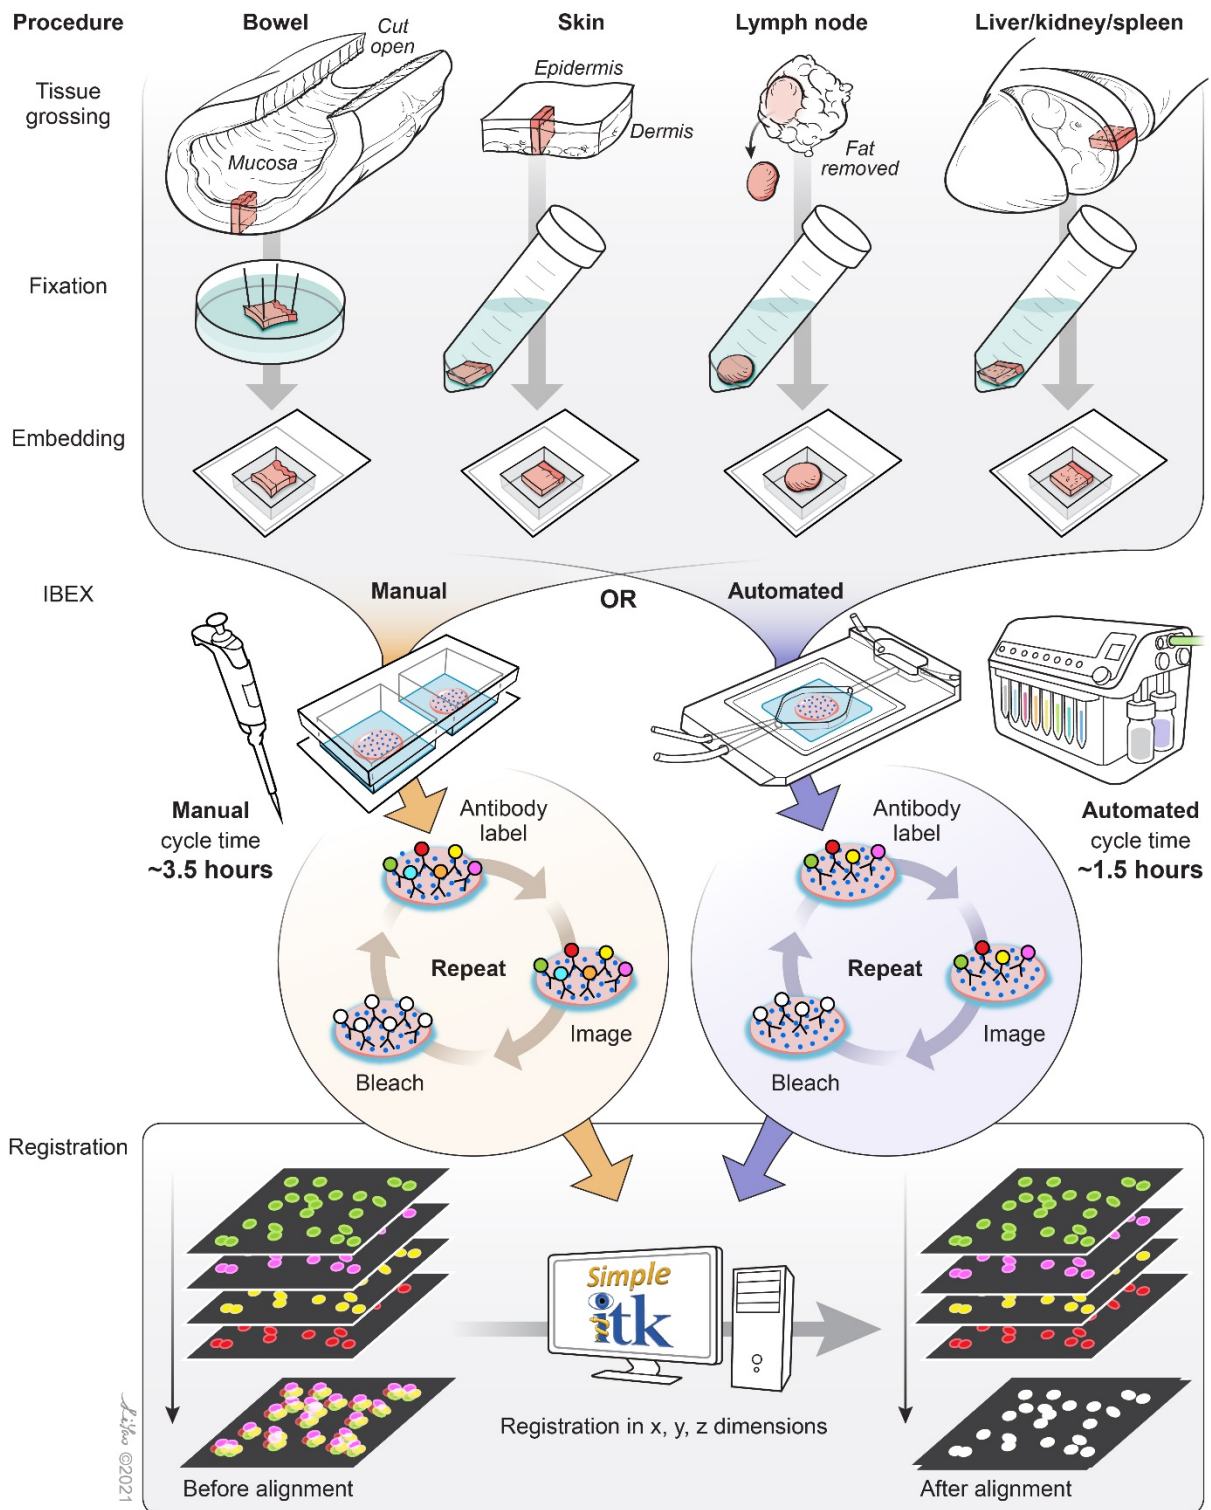 Procedure
Bowel
Skin
Lymph node
Liver/kidney/spleen
Tissue
grossing
Cut
open
Mucosa
Epidermis
Dermis
Fat
removed
Fixation
Embedding
IBEX
Manual
OR
Automated
Manual
cycle time
~3.5 hours
Automated
cycle time
~1.5 hours
Antibody
label
Repeat
Image
Bleach
Antibody
label
Repeat
Image
Bleach
Registration
Simple
itk
Registration in x, y, z dimensions
Before alignment
After alignment
©2021